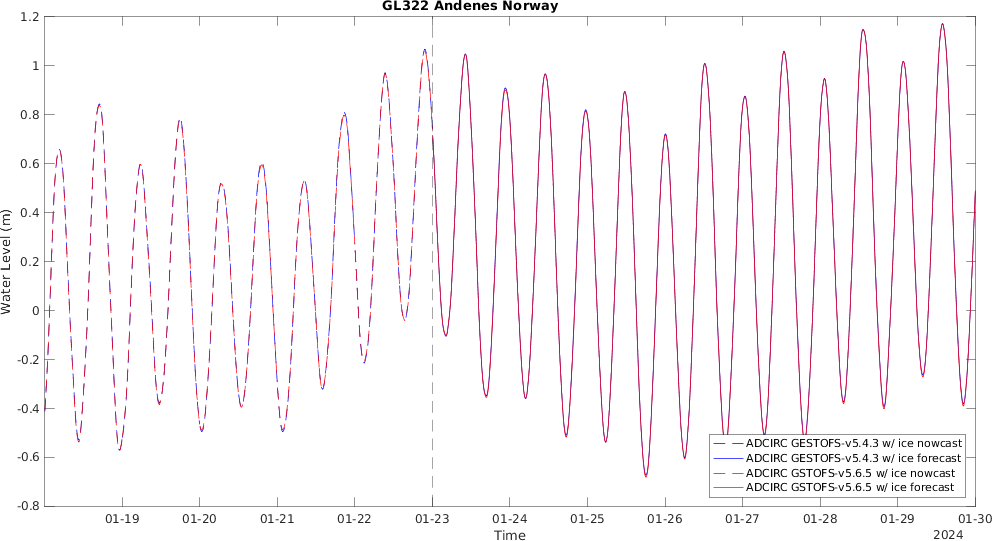 GL322 Andenes Norway
1.2
1
0.8
0.6
0.4
0.2
0
-0.2
-0.4
-0.6
-0.8
Water Level (m)
ADCIRC GESTOFS-v5.4.3 w/ ice nowcast
ADCIRC GESTOFS-v5.4.3 w/ ice forecast
ADCIRC GSTOFS-v5.6.5 w/ ice nowcast
ADCIRC GSTOFS-v5.6.5 w/ ice forecast
01-19 01-20 01-21 01-22 01-23 01-24 01-25 01-26 01-27 01-28 01-29 01-30
Time
2024